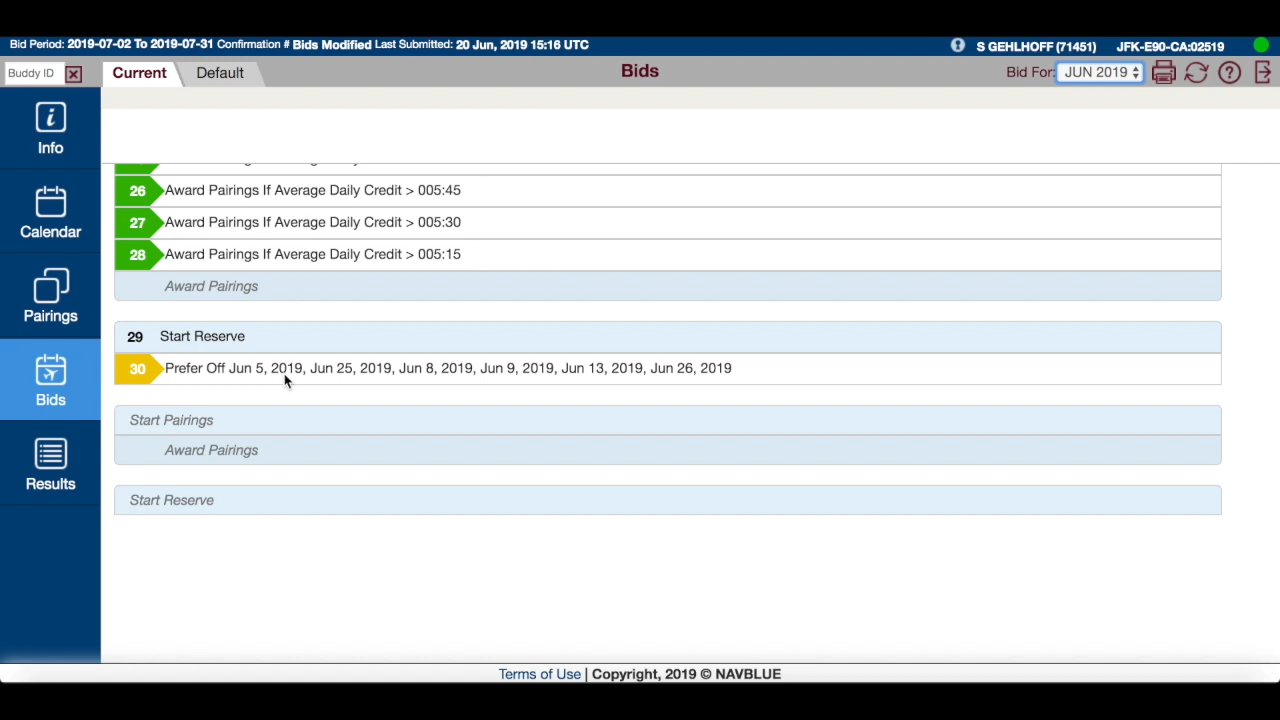 Bid Period: 2019-07-02 To 2019-07-31 Confirmation # Bids Modified Last Submitted: 20 Jun, 2019 15:16 UTC
S GEHLHOFF (71451) JFK-E90-CA:02519
Buddy ID
Current
Default
Bids
Bid For: JUN 2019
Info
Calendar
Pairings
Bids
Results
26 Award Pairings If Average Daily Credit > 005:45
27 Award Pairings If Average Daily Credit > 005:30
28 Award Pairings If Average Daily Credit > 005:15
Award Pairings
29 Start Reserve
30 Prefer Off Jun 5, 2019, Jun 25, 2019, Jun 8, 2019, Jun 9, 2019, Jun 13, 2019, Jun 26, 2019
Start Pairings
Award Pairings
Start Reserve
Terms of Use | Copyright, 2019 © NAVBLUE